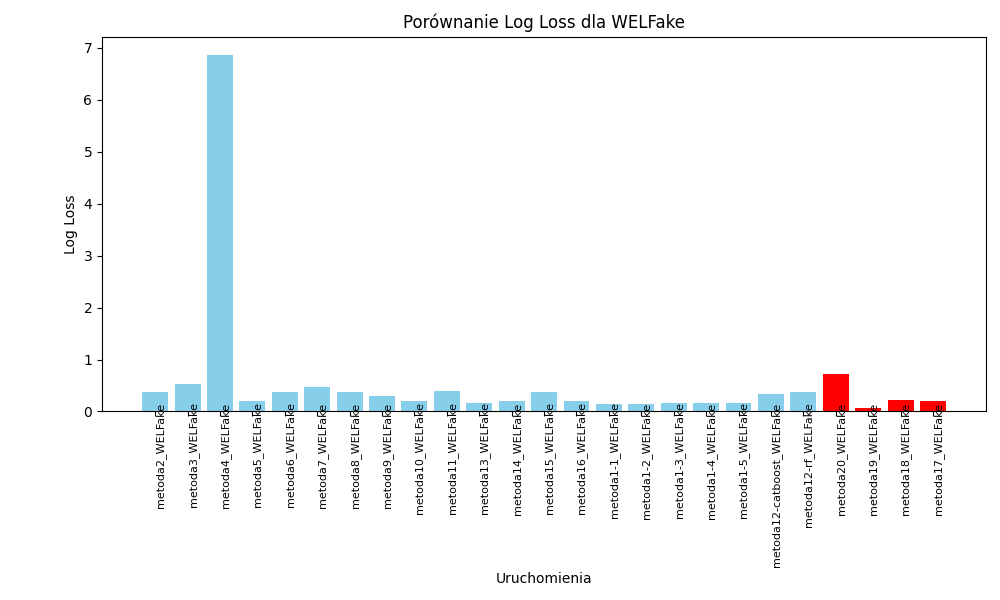 Porównanie Log Loss dla WELFake
Log Loss
7
6
5
4
3
2
1
0
metoda2_WELFake
metoda3_WELFake
metoda4_WELFake
metoda5_WELFake
metoda6_WELFake
metoda7_WELFake
metoda8_WELFake
metoda9_WELFake
metoda10_WELFake
metoda11_WELFake
metoda13_WELFake
metoda14_WELFake
metoda15_WELFake
metoda16_WELFake
metoda1-1_WELFake
metoda1-2_WELFake
metoda1-3_WELFake
metoda1-4_WELFake
metoda1-5_WELFake
metoda12-catboost_WELFake
metoda12-rf_WELFake
metoda20_WELFake
metoda19_WELFake
metoda18_WELFake
metoda17_WELFake
Uruchomienia